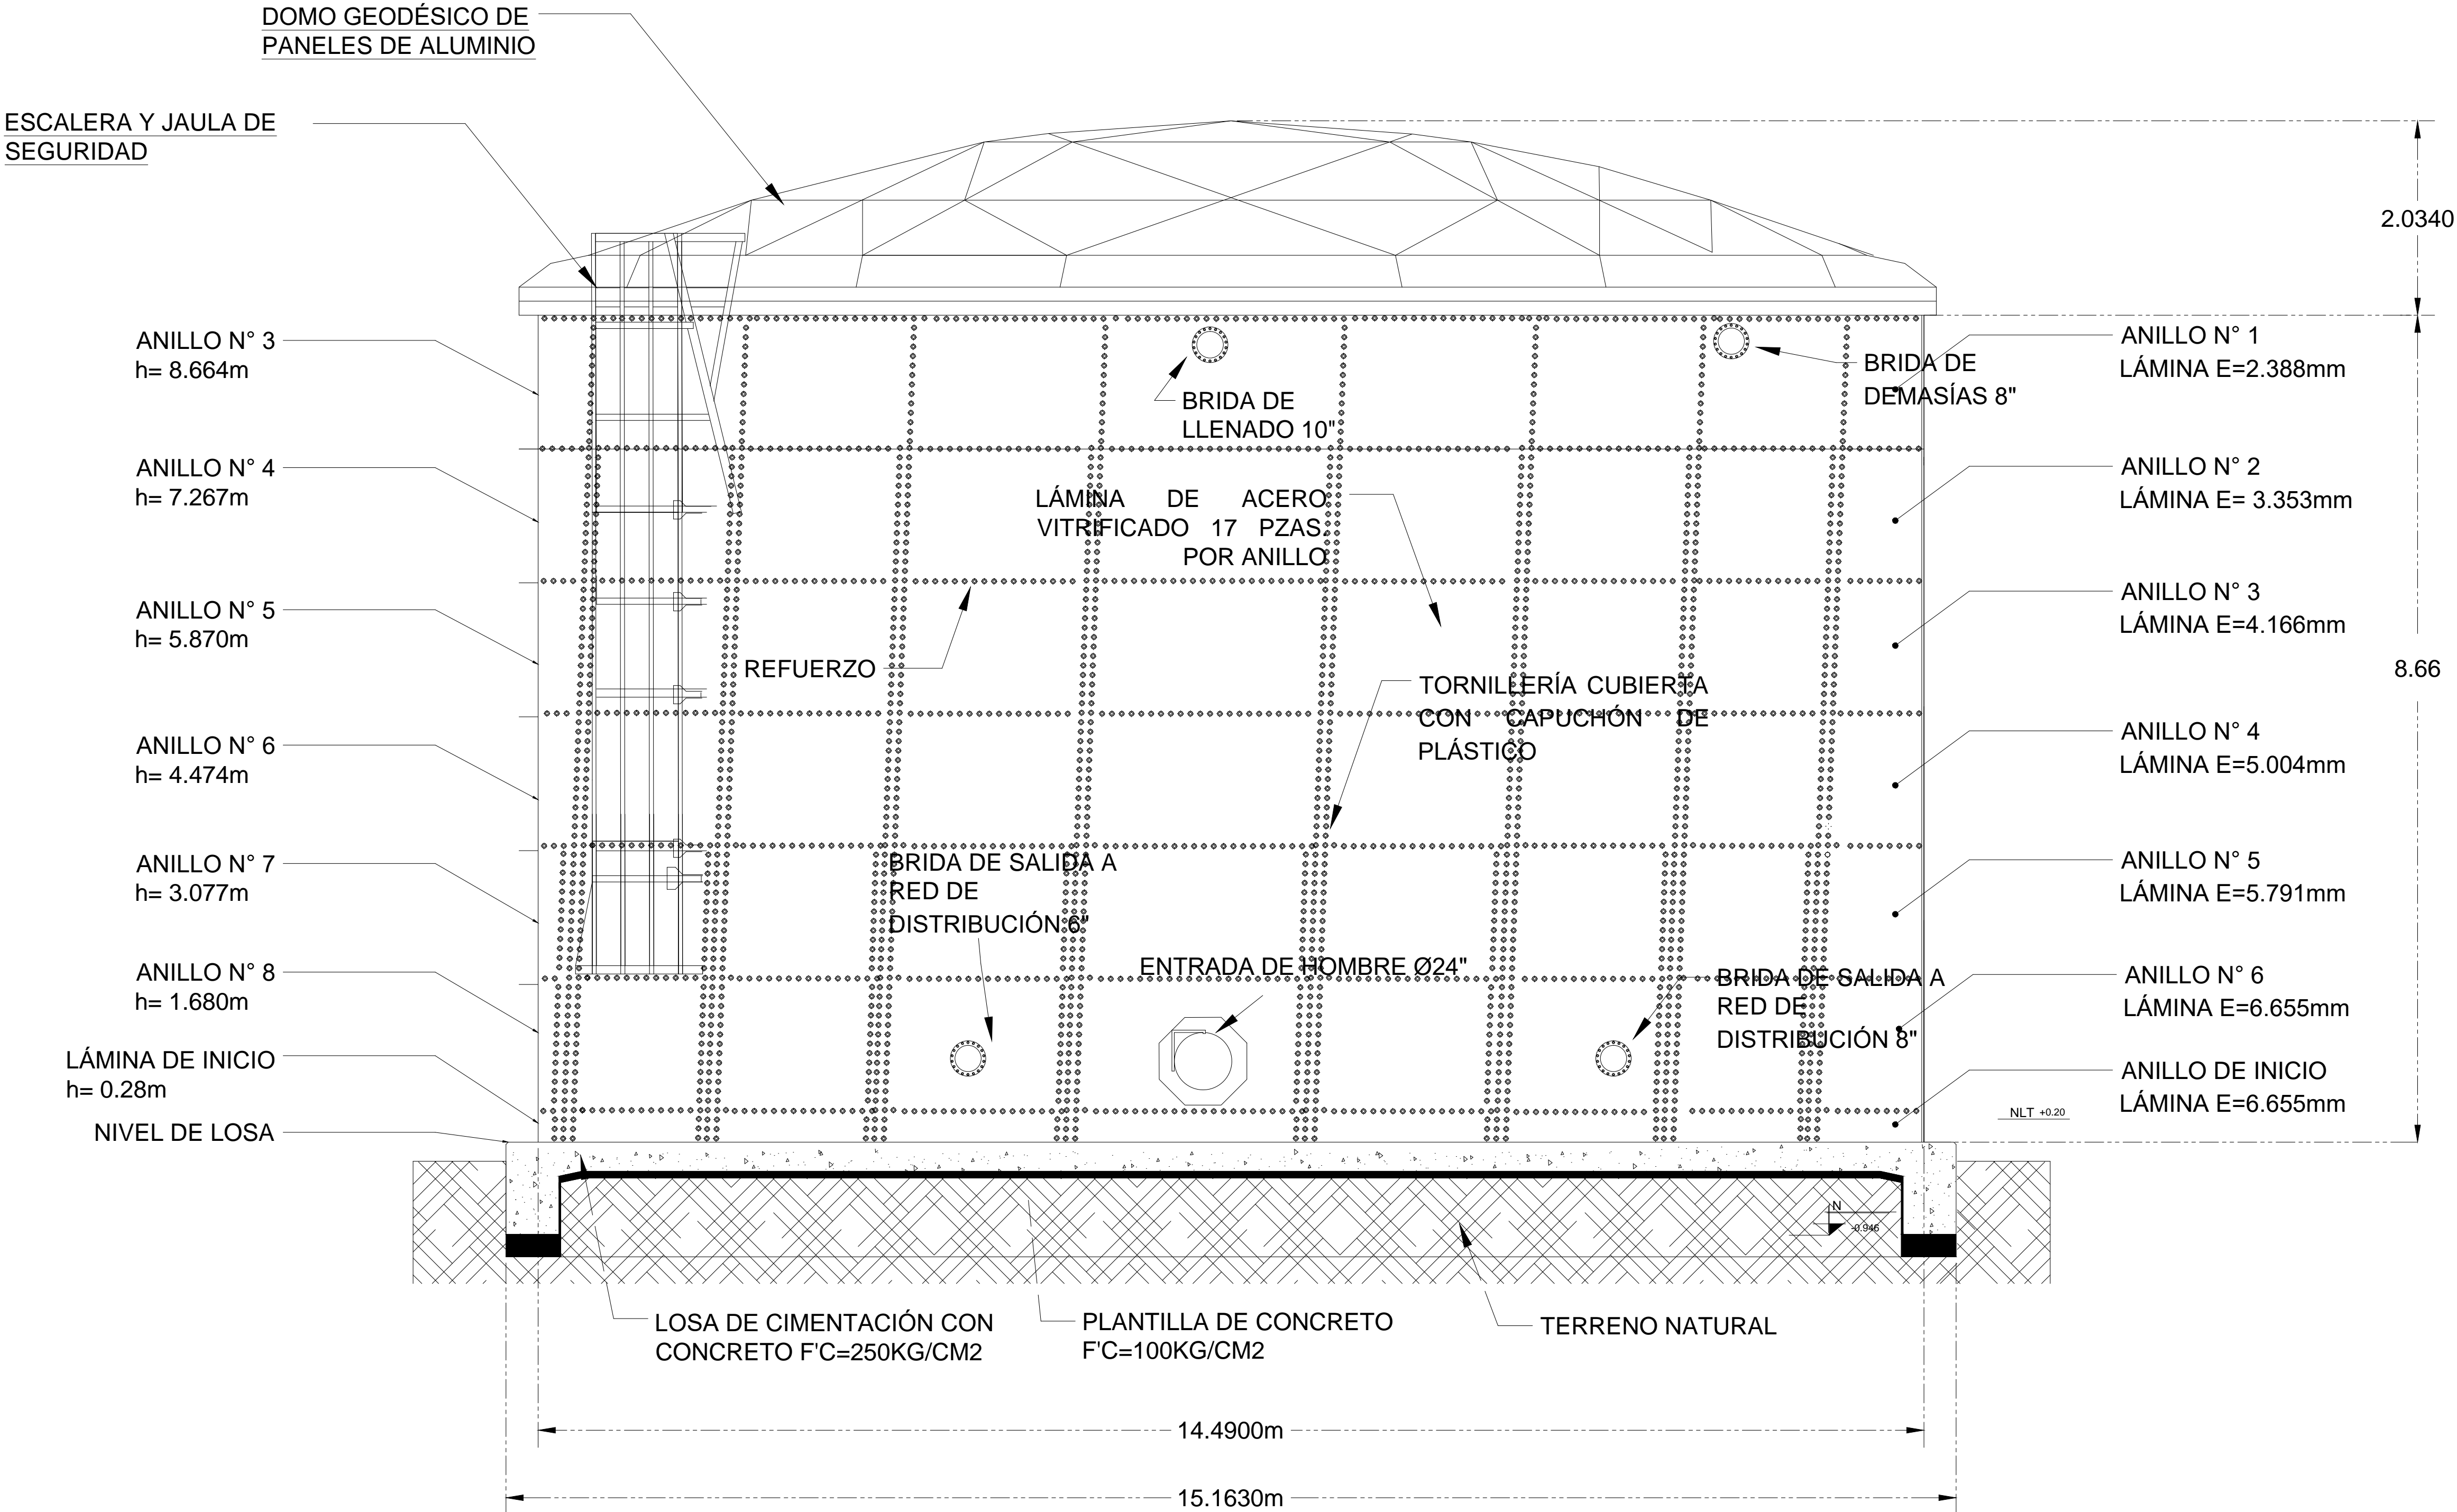 DOMO GEODÉSICO DE
PANELES DE ALUMINIO
ESCALERA Y JAULA DE
SEGURIDAD
2.0340
ANILLO N° 3
h= 8.664m
ANILLO N° 4
h= 7.267m
ANILLO N° 5
h= 5.870m
ANILLO N° 6
h= 4.474m
ANILLO N° 7
h= 3.077m
ANILLO N° 8
h= 1.680m
LÁMINA DE INICIO
h= 0.28m
NIVEL DE LOSA
BRIDA DE
LLENADO 10"
BRIDA DE
DEMASÍAS 8"
LÁMINA DE ACERO
VITRIFICADO 17 PZAS.
POR ANILLO
REFUERZO
TORNILLERÍA CUBIERTA
CON CAPUCHÓN DE
PLÁSTICO
BRIDA DE SALIDA A
RED DE
DISTRIBUCIÓN 6"
ENTRADA DE HOMBRE Ø24"
BRIDA DE SALIDA A
RED DE
DISTRIBUCIÓN 8"
ANILLO N° 1
LÁMINA E=2.388mm
ANILLO N° 2
LÁMINA E= 3.353mm
ANILLO N° 3
LÁMINA E=4.166mm
ANILLO N° 4
LÁMINA E=5.004mm
ANILLO N° 5
LÁMINA E=5.791mm
ANILLO N° 6
LÁMINA E=6.655mm
ANILLO DE INICIO
LÁMINA E=6.655mm
8.66
NLT +0.20
N
-0.946
LOSA DE CIMENTACIÓN CON
CONCRETO F'C=250KG/CM2
PLANTILLA DE CONCRETO
F'C=100KG/CM2
TERRENO NATURAL
14.4900m
15.1630m